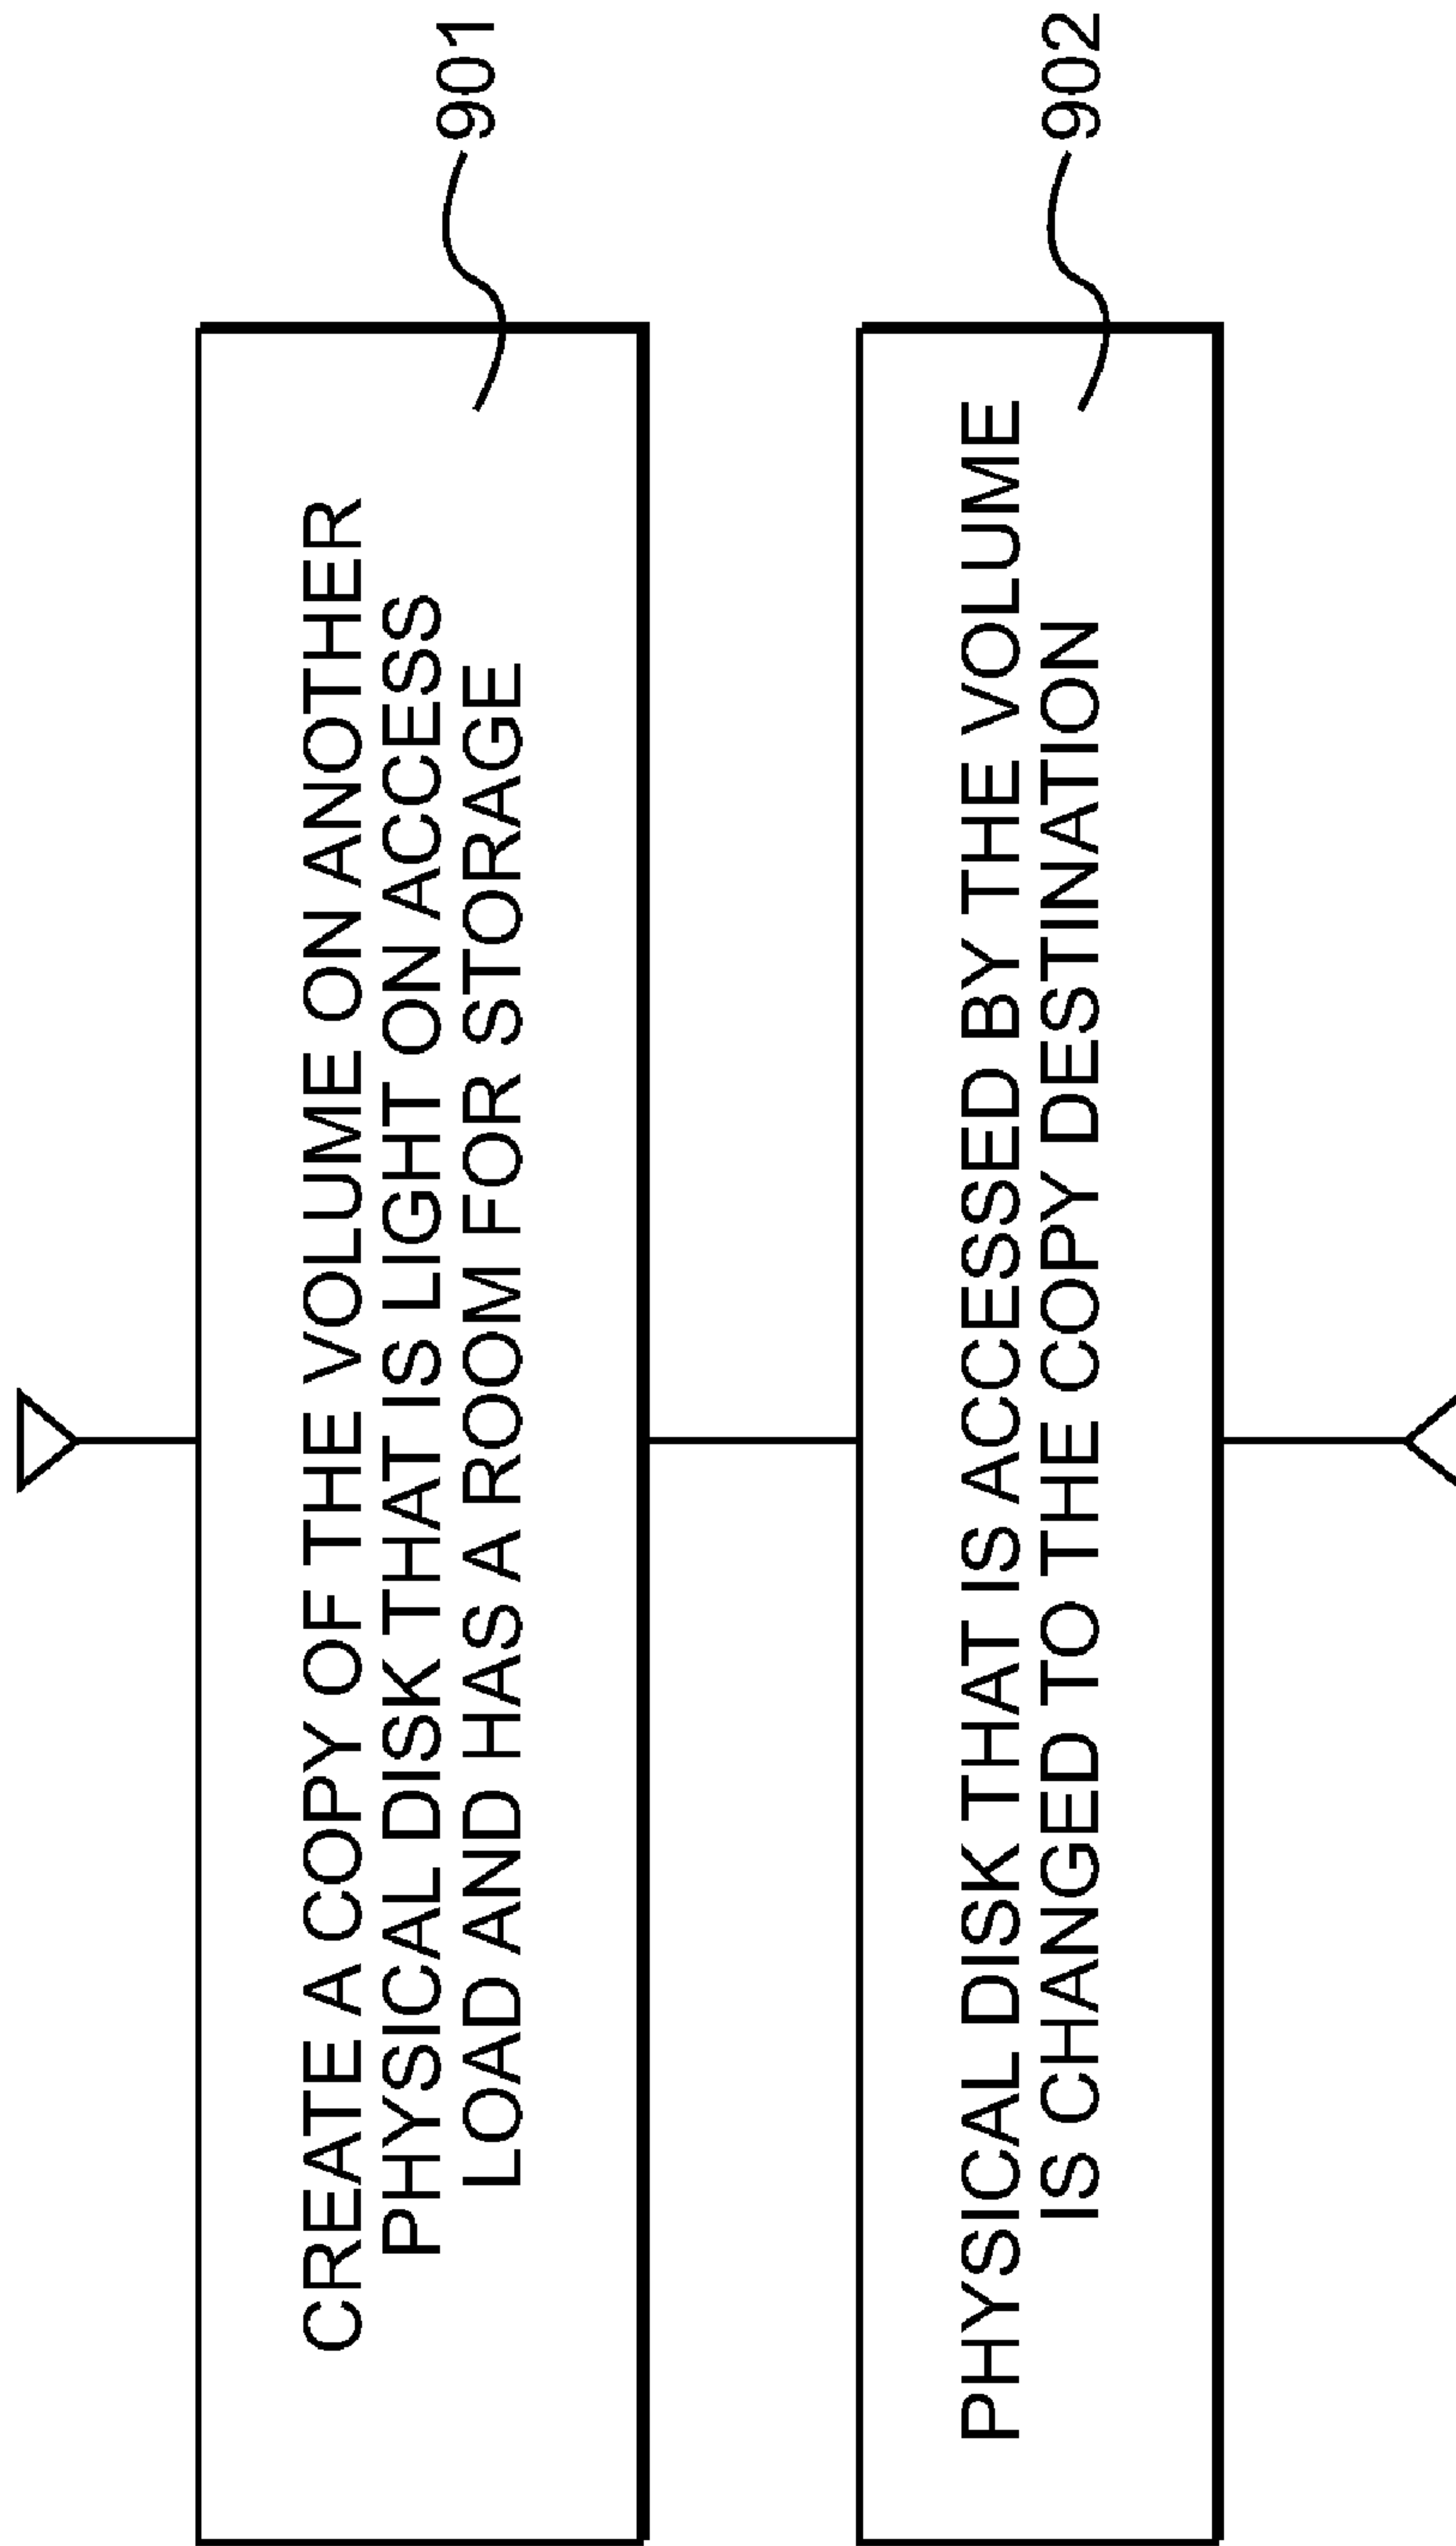 CREATE A COPY OF THE VOLUME ON ANOTHER
PHYSICAL DISK THAT IS LIGHT ON ACCESS
LOAD AND HAS A ROOM FOR STORAGE
901
PHYSICAL DISK THAT IS ACCESSED BY THE VOLUME
IS CHANGED TO THE COPY DESTINATION
902